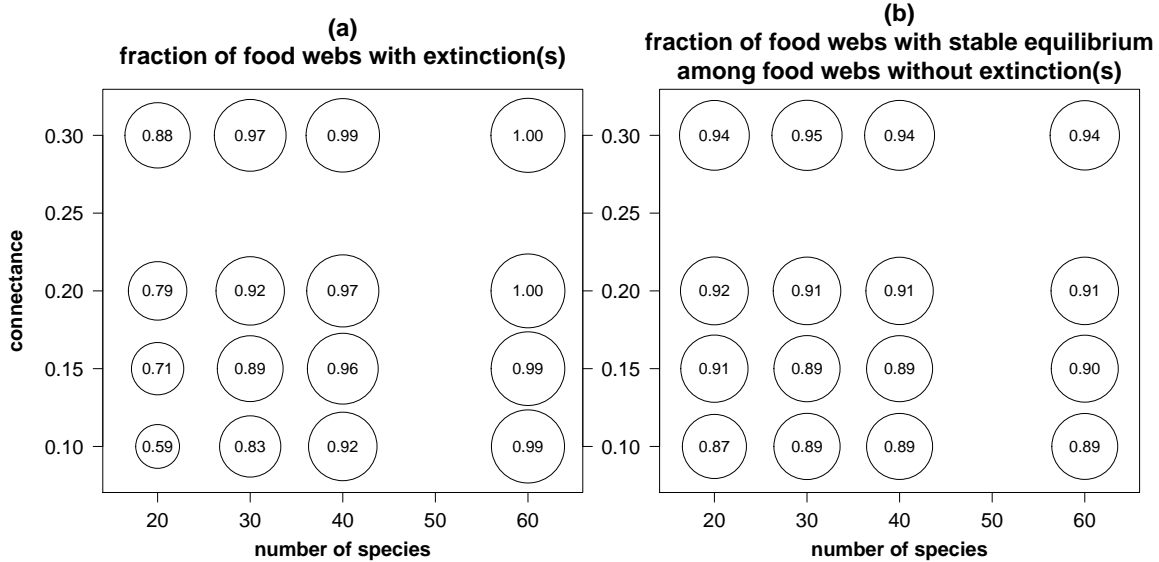 (a)
fraction of food webs with extinction(s)
connectance
0.30
0.88 0.97 0.99 1.00
0.25
0.20
0.79 0.92 0.97 1.00
0.15
0.71 0.89 0.96 0.99
0.10
0.59 0.83 0.92 0.99
20 30 40 50 60
number of species
(b)
fraction of food webs with stable equilibrium
among food webs without extinction(s)
0.30
0.94 0.95 0.94 0.94
0.25
0.20
0.92 0.91 0.91 0.91
0.15
0.91 0.89 0.89 0.90
0.10
0.87 0.89 0.89 0.89
20 30 40 50 60
number of species